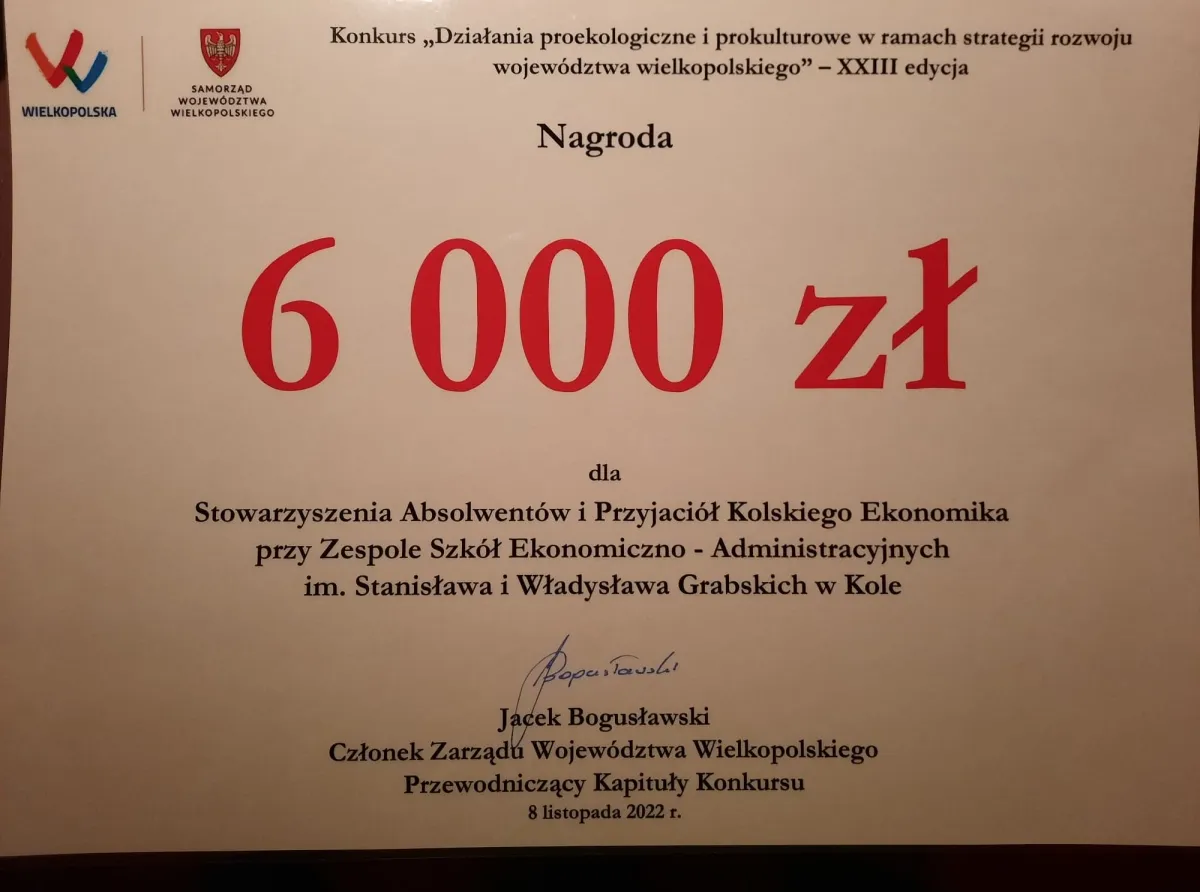 WIELKOPOLSKA
SAMORZĄD
WOJEWÓDZTWA
WIELKOPOLSKIEGO
Konkurs „Działania proekologiczne i prokulturowe w ramach strategii rozwoju
województwa wielkopolskiego” – XXIII edycja
Nagroda
6 000 zł
dla
Stowarzyszenia Absolwentów i Przyjaciół Kolskiego Ekonomika
przy Zespole Szkół Ekonomiczno - Administracyjnych
im. Stanisława i Władysława Grabskich w Kole
Bogusławski
Jacek Bogusławski
Członek Zarządu Województwa Wielkopolskiego
Przewodniczący Kapituły Konkursu
8 listopada 2022 r.